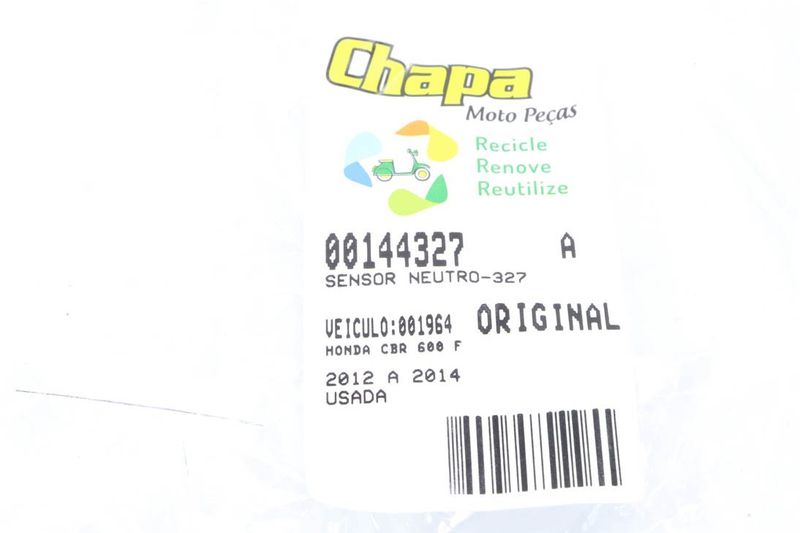 Chapa
Moto Peças
Recicle
Renove
Reutilize
00144327 A
SENSOR NEUTRO-327
VEICULO:001964 ORIGINAL
HONDA CBR 600 F
2012 A 2014
USADA